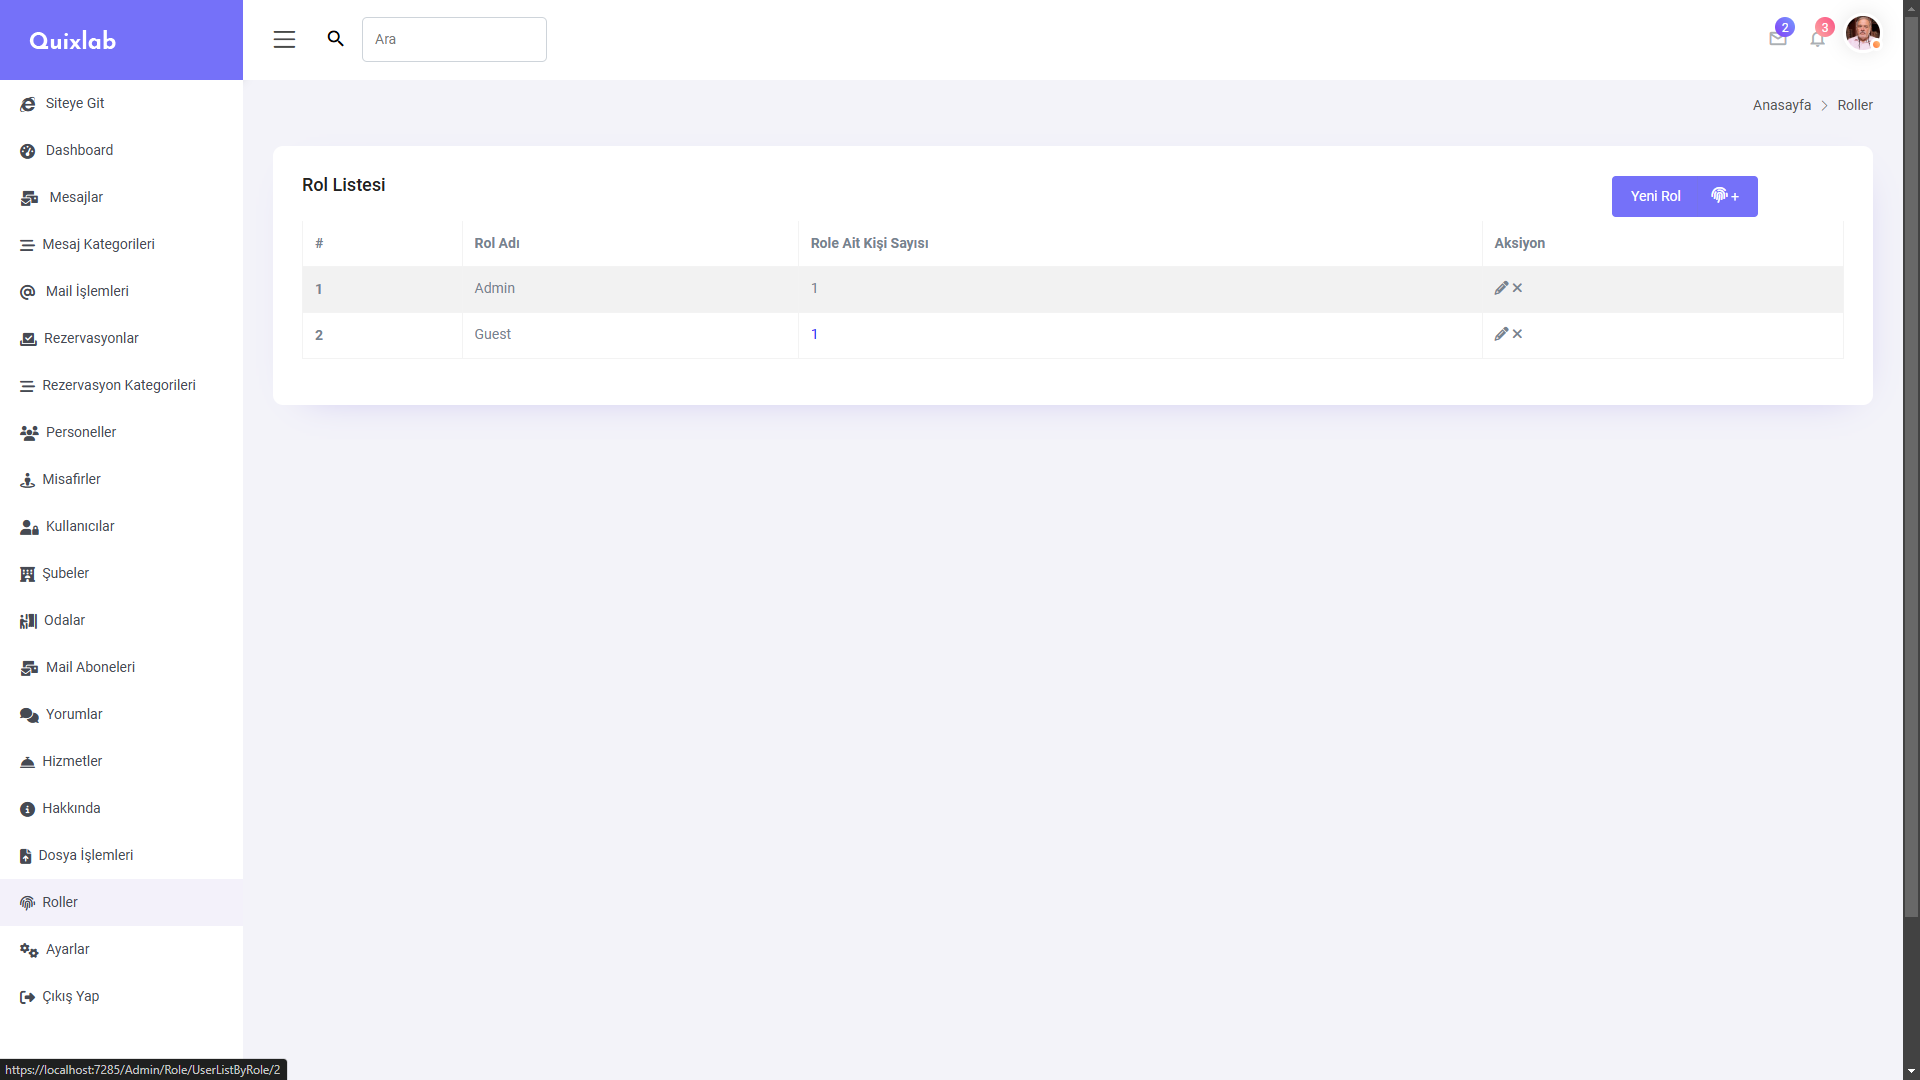 Quixlab
Ara
2
3
Anasayfa > Roller
Siteye Git
Dashboard
Mesajlar
Mesaj Kategorileri
Mail İşlemleri
Rezervasyonlar
Rezervasyon Kategorileri
Personeller
Misafirler
Kullanıcılar
Şubeler
Odalar
Mail Aboneleri
Yorumlar
Hizmetler
Hakkında
Dosya İşlemleri
Roller
Ayarlar
Çıkış Yap
Rol Listesi
Yeni Rol +
# Rol Adı Role Ait Kişi Sayısı Aksiyon
1 Admin 1
2 Guest 1
https://localhost:7285/Admin/Role/UserListByRole/2